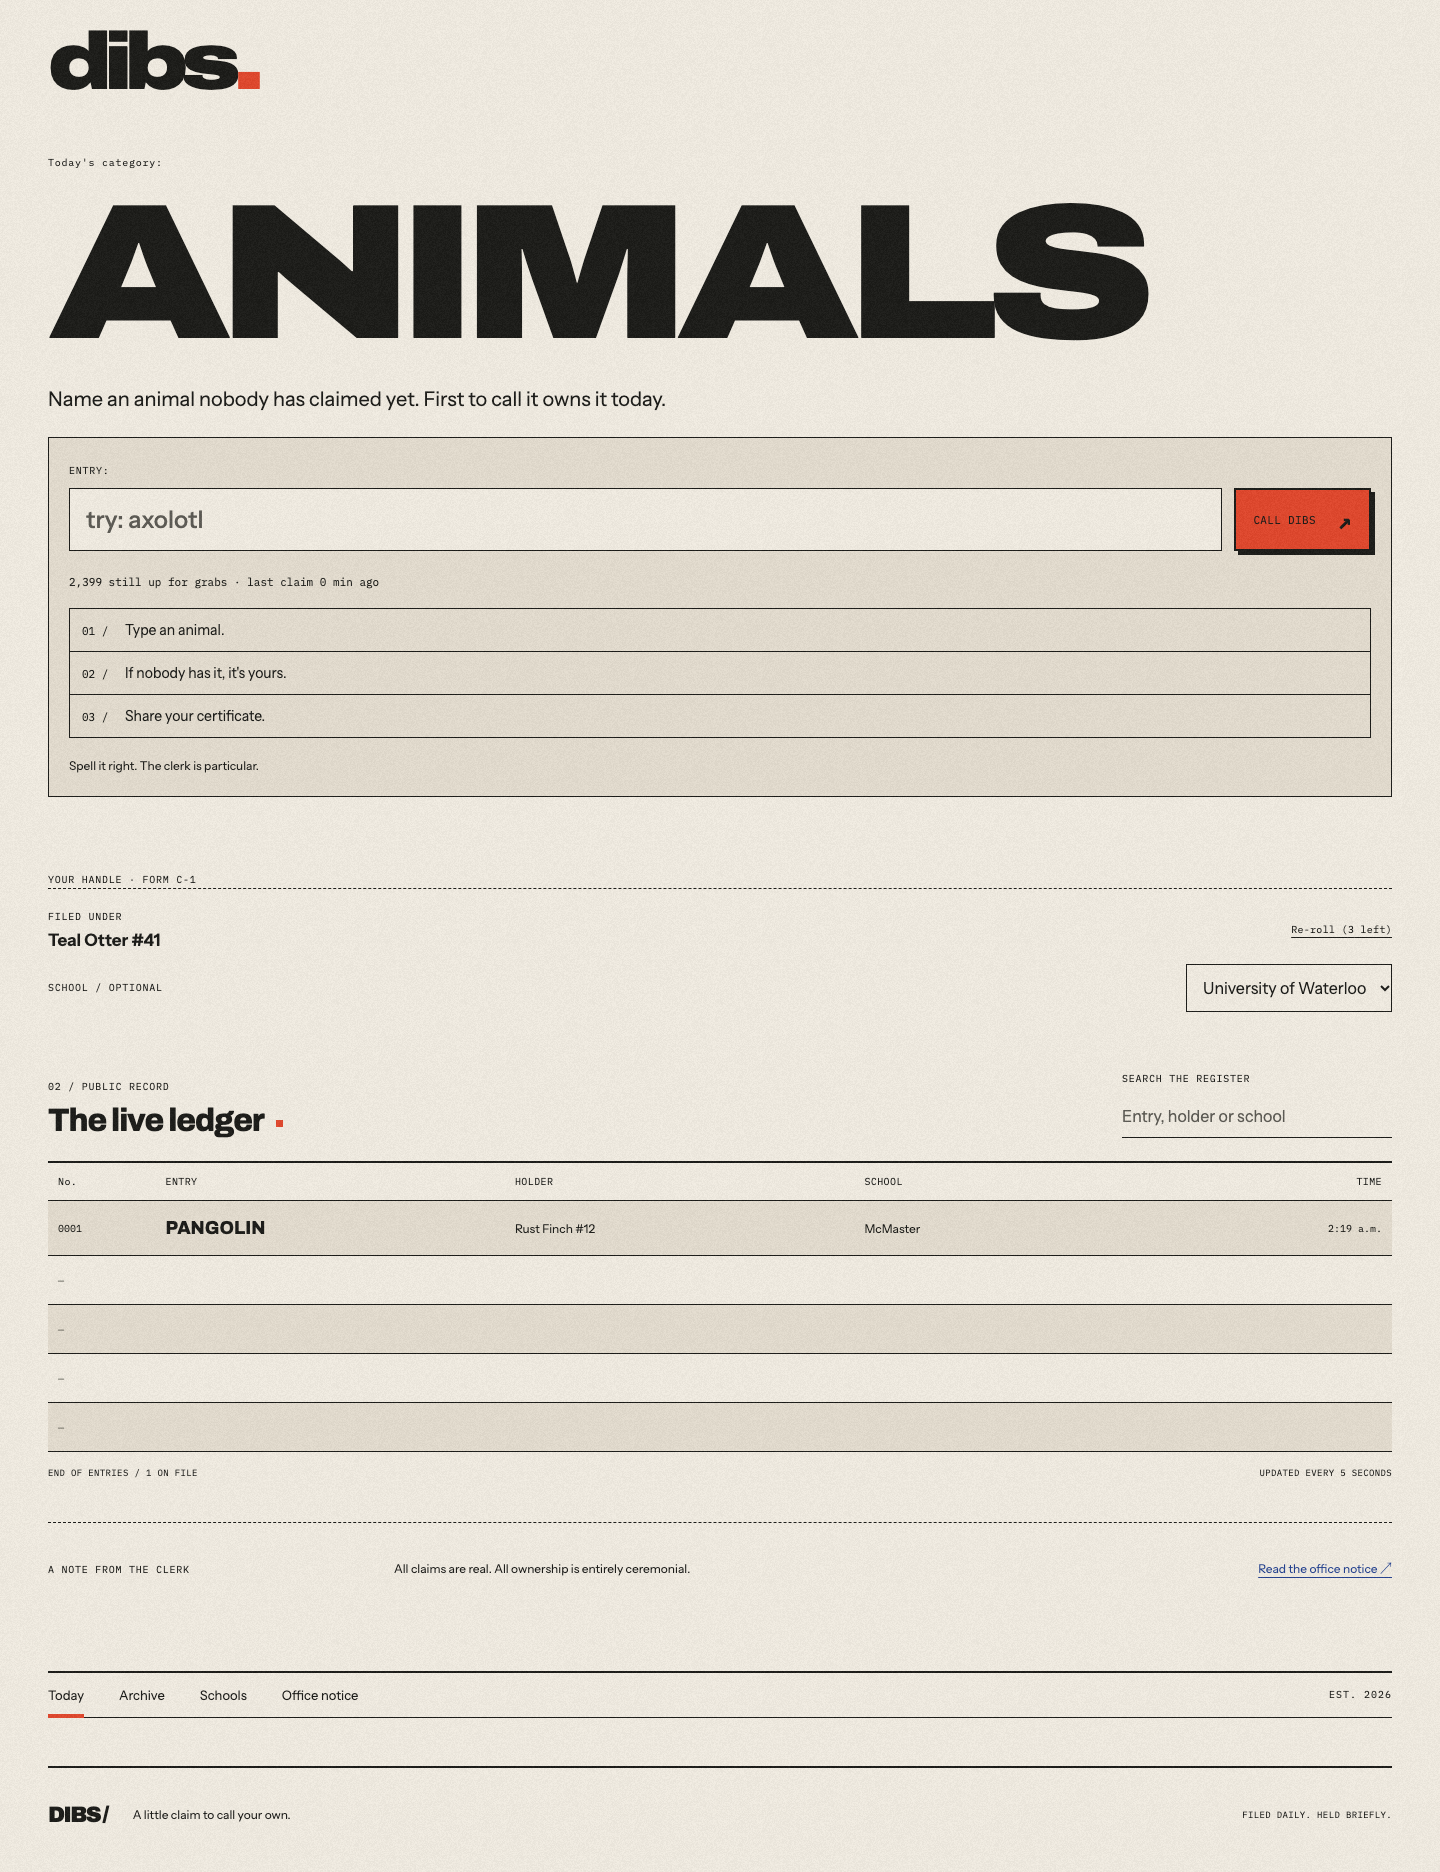 dibs.
Today's category:
ANIMALS
Name an animal nobody has claimed yet. First to call it owns it today.
ENTRY:
try: axolotl
CALL DIBS ↗
2,399 still up for grabs · last claim 0 min ago
01 / Type an animal.
02 / If nobody has it, it's yours.
03 / Share your certificate.
Spell it right. The clerk is particular.
YOUR HANDLE · FORM C-1
FILED UNDER
Teal Otter #41
Re-roll (3 left)
SCHOOL / OPTIONAL
University of Waterloo
02 / PUBLIC RECORD
The live ledger
SEARCH THE REGISTER
Entry, holder or school
No. ENTRY HOLDER SCHOOL TIME
0001 PANGOLIN Rust Finch #12 McMaster 2:19 a.m.
—
—
—
—
END OF ENTRIES / 1 ON FILE UPDATED EVERY 5 SECONDS
A NOTE FROM THE CLERK All claims are real. All ownership is entirely ceremonial. Read the office notice ↗
Today Archive Schools Office notice EST. 2026
DIBS/ A little claim to call your own. FILED DAILY. HELD BRIEFLY.